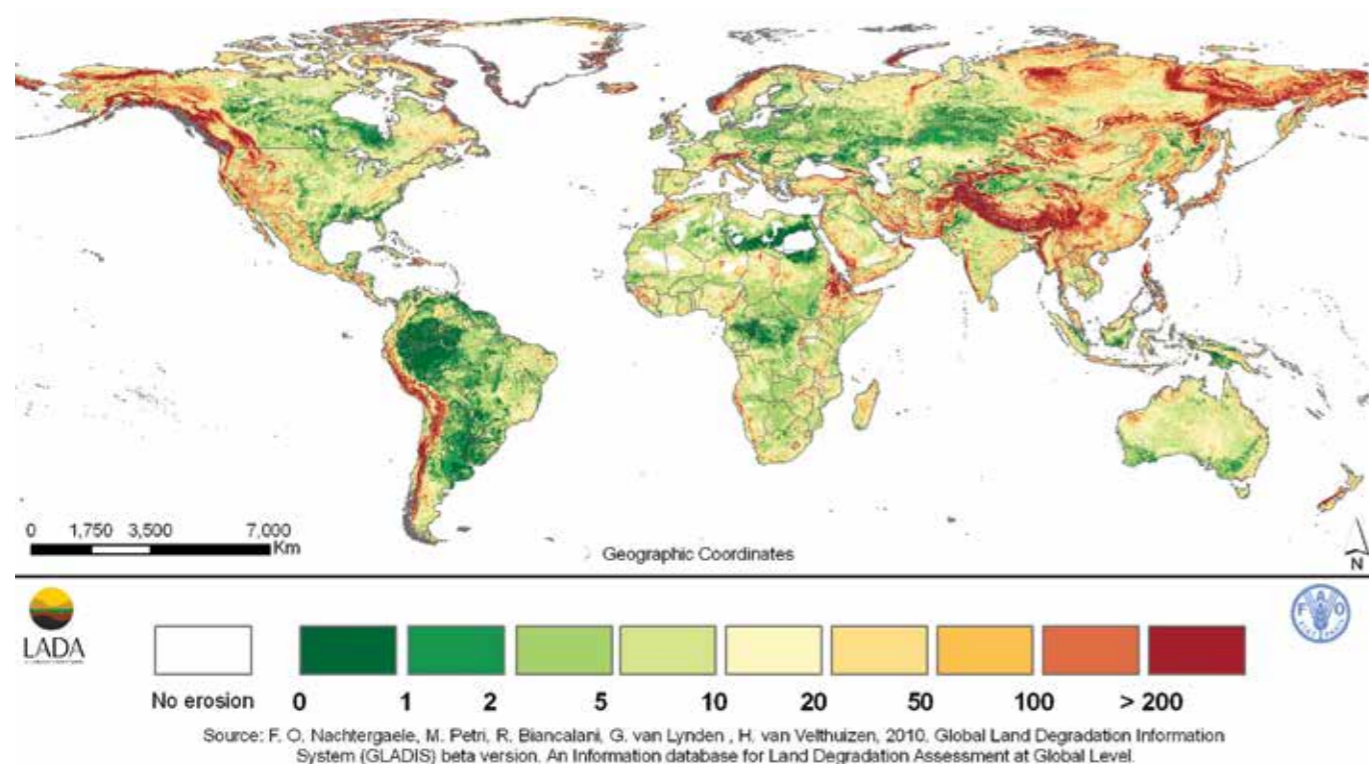 0 1,750 3,500 7,000
Km
Geographic Coordinates
N
LADA
F A O
No erosion 0 1 2 5 10 20 50 100 > 200
Source: F. O. Nachtergaele, M. Petri, R. Biancalani, G. van Lynden , H. van Velthuizen, 2010. Global Land Degradation Information
System (GLADIS) beta version. An Information database for Land Degradation Assessment at Global Level.